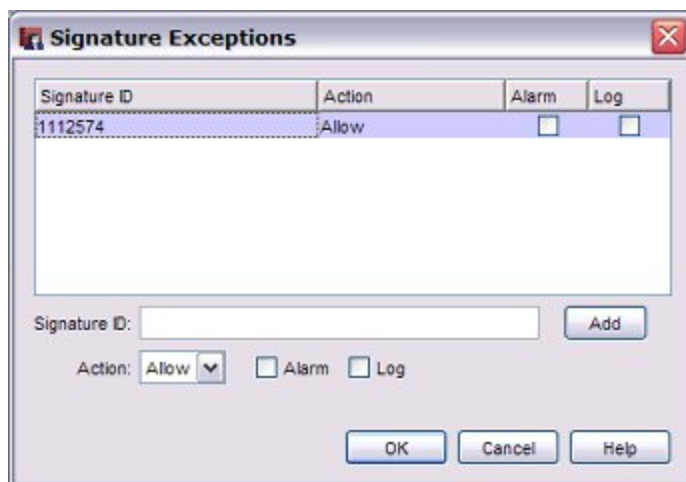 Signature Exceptions
Signature ID Action Alarm Log
1112574 Allow
Signature ID: Add
Action: Allow Alarm Log
OK Cancel Help